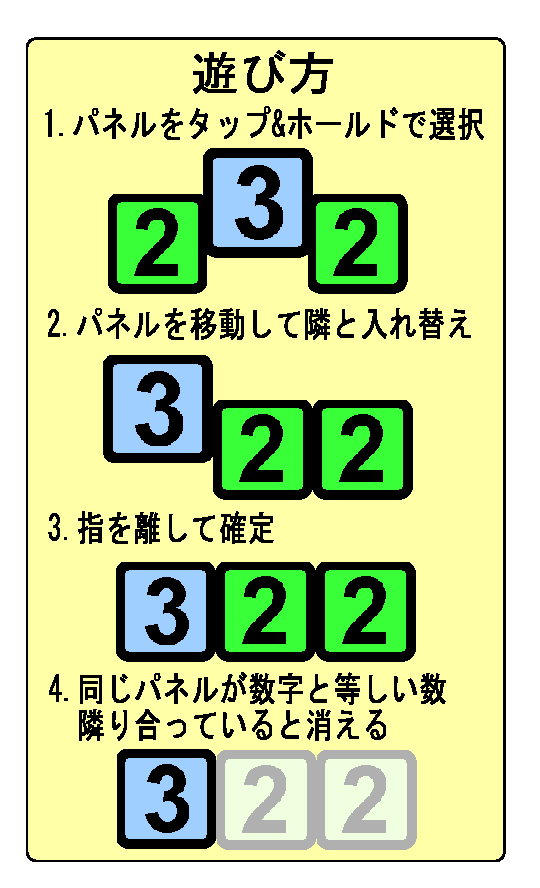 遊び方
1.パネルをタップ&ホールドで選択
2 3 2
2.パネルを移動して隣と入れ替え
3 2 2
3.指を離して確定
3 2 2
4.同じパネルが数字と等しい数
隣り合っていると消える
3 2 2